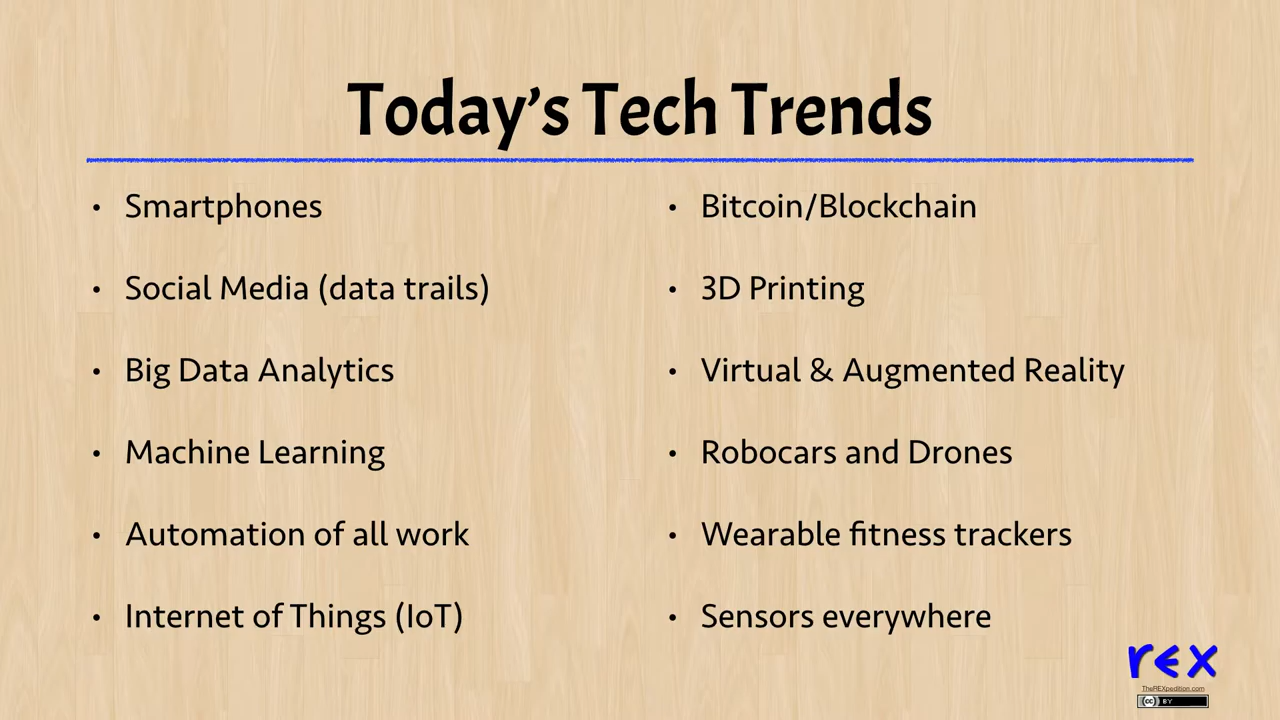 Today's Tech Trends
• Smartphones
• Social Media (data trails)
• Big Data Analytics
• Machine Learning
• Automation of all work
• Internet of Things (IoT)
• Bitcoin/Blockchain
• 3D Printing
• Virtual & Augmented Reality
• Robocars and Drones
• Wearable fitness trackers
• Sensors everywhere
rex
TheREXpedition.com
cc BY